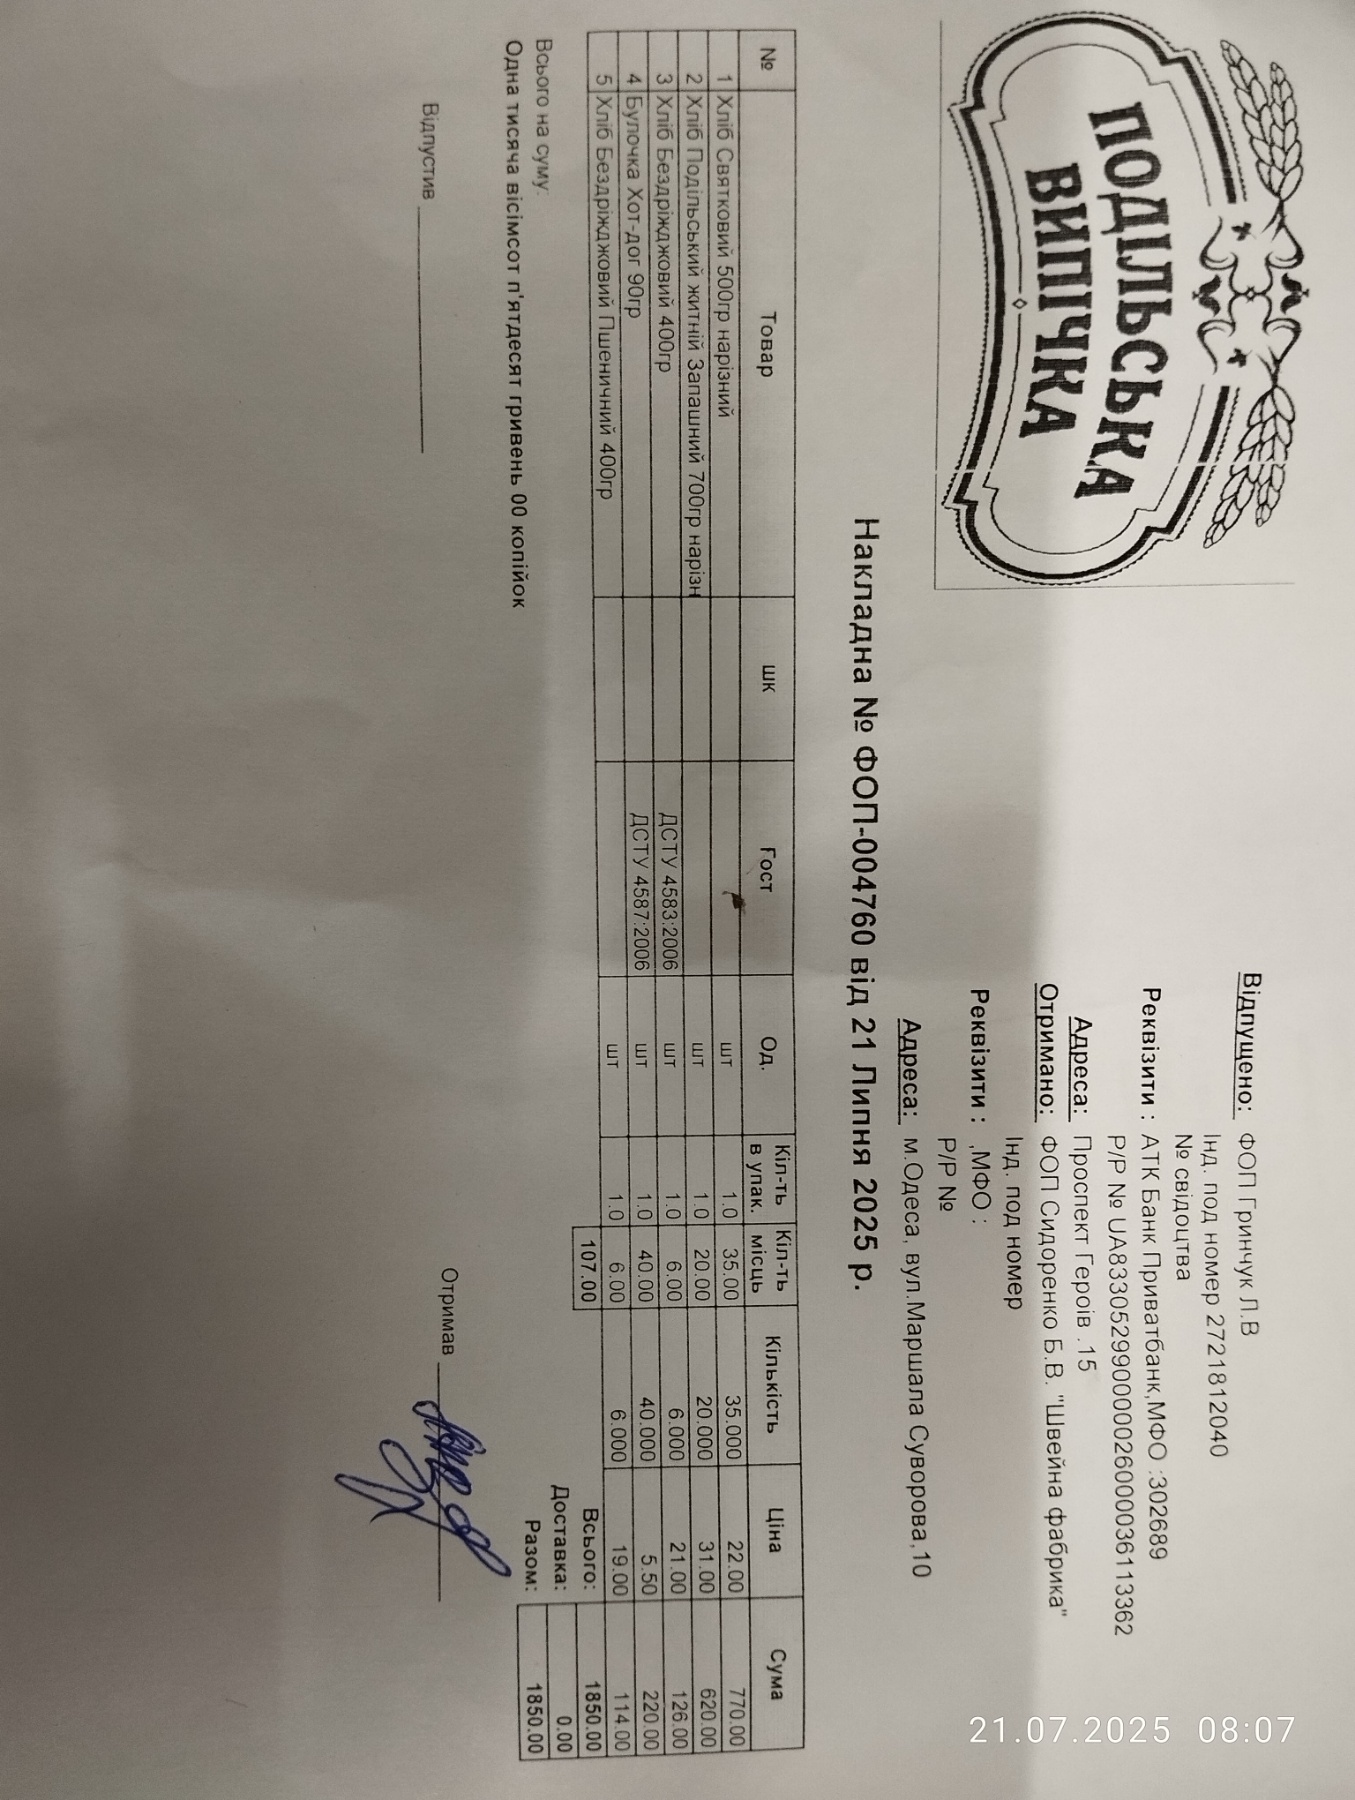 ПОДІЛЬСЬКА
ВИПІЧКА
Відпущено: ФОП Гринчук Л.В
Інд. под номер 2721812040
№ свідоцтва
Реквізити : АТК Банк Приватбанк,МФО :302689
Р/Р № UA833052990000026000036113362
Адреса: Проспект Героів .15
Отримано: ФОП Сидоренко Б.В. "Швейна фабрика"
Інд. под номер
Реквізити : ,МФО :
Р/Р №
Адреса: м.Одеса, вул.Маршала Суворова,10
Накладна № ФОП-004760 від 21 Липня 2025 р.
№ Товар шк Гост Од. Кіл-ть в упак. Кіл-ть місць Кількість Ціна Сума
1 Хліб Святковий 500гр нарізний шт 1.0 35.00 35.000 22.00 770.00
2 Хліб Подільський житній Запашний 700гр нарізн шт 1.0 20.00 20.000 31.00 620.00
3 Хліб Бездріжджовий 400гр ДСТУ 4583:2006 шт 1.0 6.00 6.000 21.00 126.00
4 Булочка Хот-дог 90гр ДСТУ 4587:2006 шт 1.0 40.00 40.000 5.50 220.00
5 Хліб Бездріжджовий Пшеничний 400гр шт 1.0 6.00 6.000 19.00 114.00
107.00 Всього: 1850.00
Доставка: 0.00
Разом: 1850.00
Всього на суму:
Одна тисяча вісімсот п'ятдесят гривень 00 копійок
Відпустив Отримав
21.07.2025 08:07